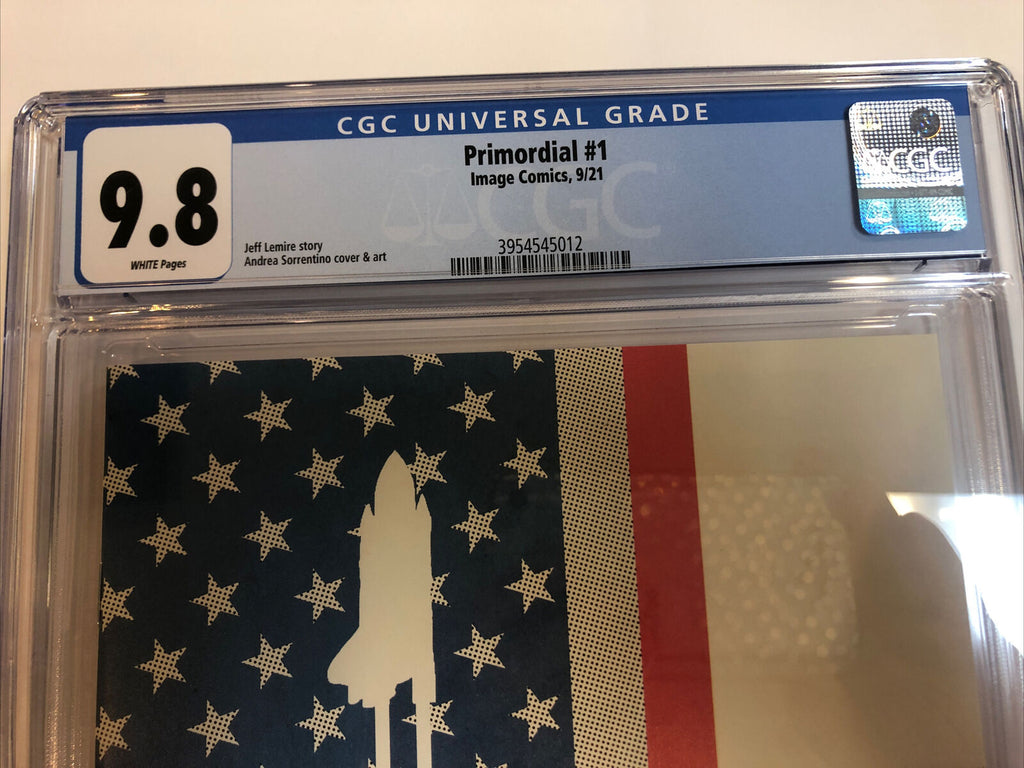 CGC UNIVERSAL GRADE
Primordial #1
Image Comics, 9/21
9.8
WHITE Pages
Jeff Lemire story
Andrea Sorrentino cover & art
3954545012
CGC
CGC